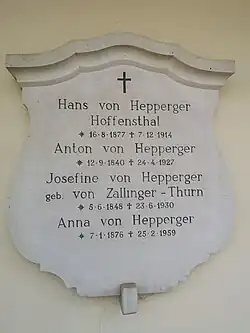 Hans von Hepperger
Hoffensthal
* 16·8·1877 ✝ 7·12·1914
Anton von Hepperger
* 12·9·1840 ✝ 24·4·1927
Josefine von Hepperger
geb. von Zallinger-Thurn
* 5·6·1848 ✝ 23·6·1930
Anna von Hepperger
* 7·1·1876 ✝ 25·2·1959